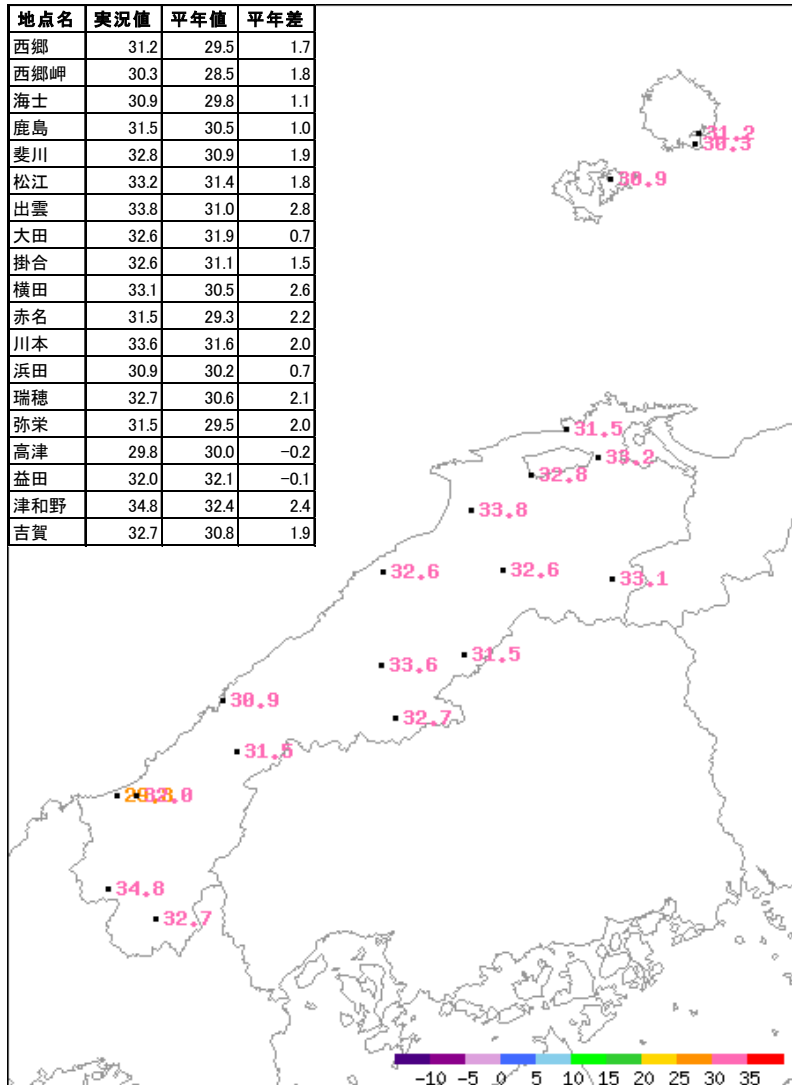 地点名 実況値 平年値 平年差
西郷 31.2 29.5 1.7
西郷岬 30.3 28.5 1.8
海士 30.9 29.8 1.1
鹿島 31.5 30.5 1.0
斐川 32.8 30.9 1.9
松江 33.2 31.4 1.8
出雲 33.8 31.0 2.8
大田 32.6 31.9 0.7
掛合 32.6 31.1 1.5
横田 33.1 30.5 2.6
赤名 31.5 29.3 2.2
川本 33.6 31.6 2.0
浜田 30.9 30.2 0.7
瑞穂 32.7 30.6 2.1
弥栄 31.5 29.5 2.0
高津 29.8 30.0 −0.2
益田 32.0 32.1 −0.1
津和野 34.8 32.4 2.4
吉賀 32.7 30.8 1.9
31.2
30.3
30.9
31.5
33.2
32.8
33.8
32.6 32.6 33.1
31.5
33.6
32.7
30.9
31.5
29.8 32.0
34.8
32.7
−10 −5 0 5 10 15 20 25 30 35